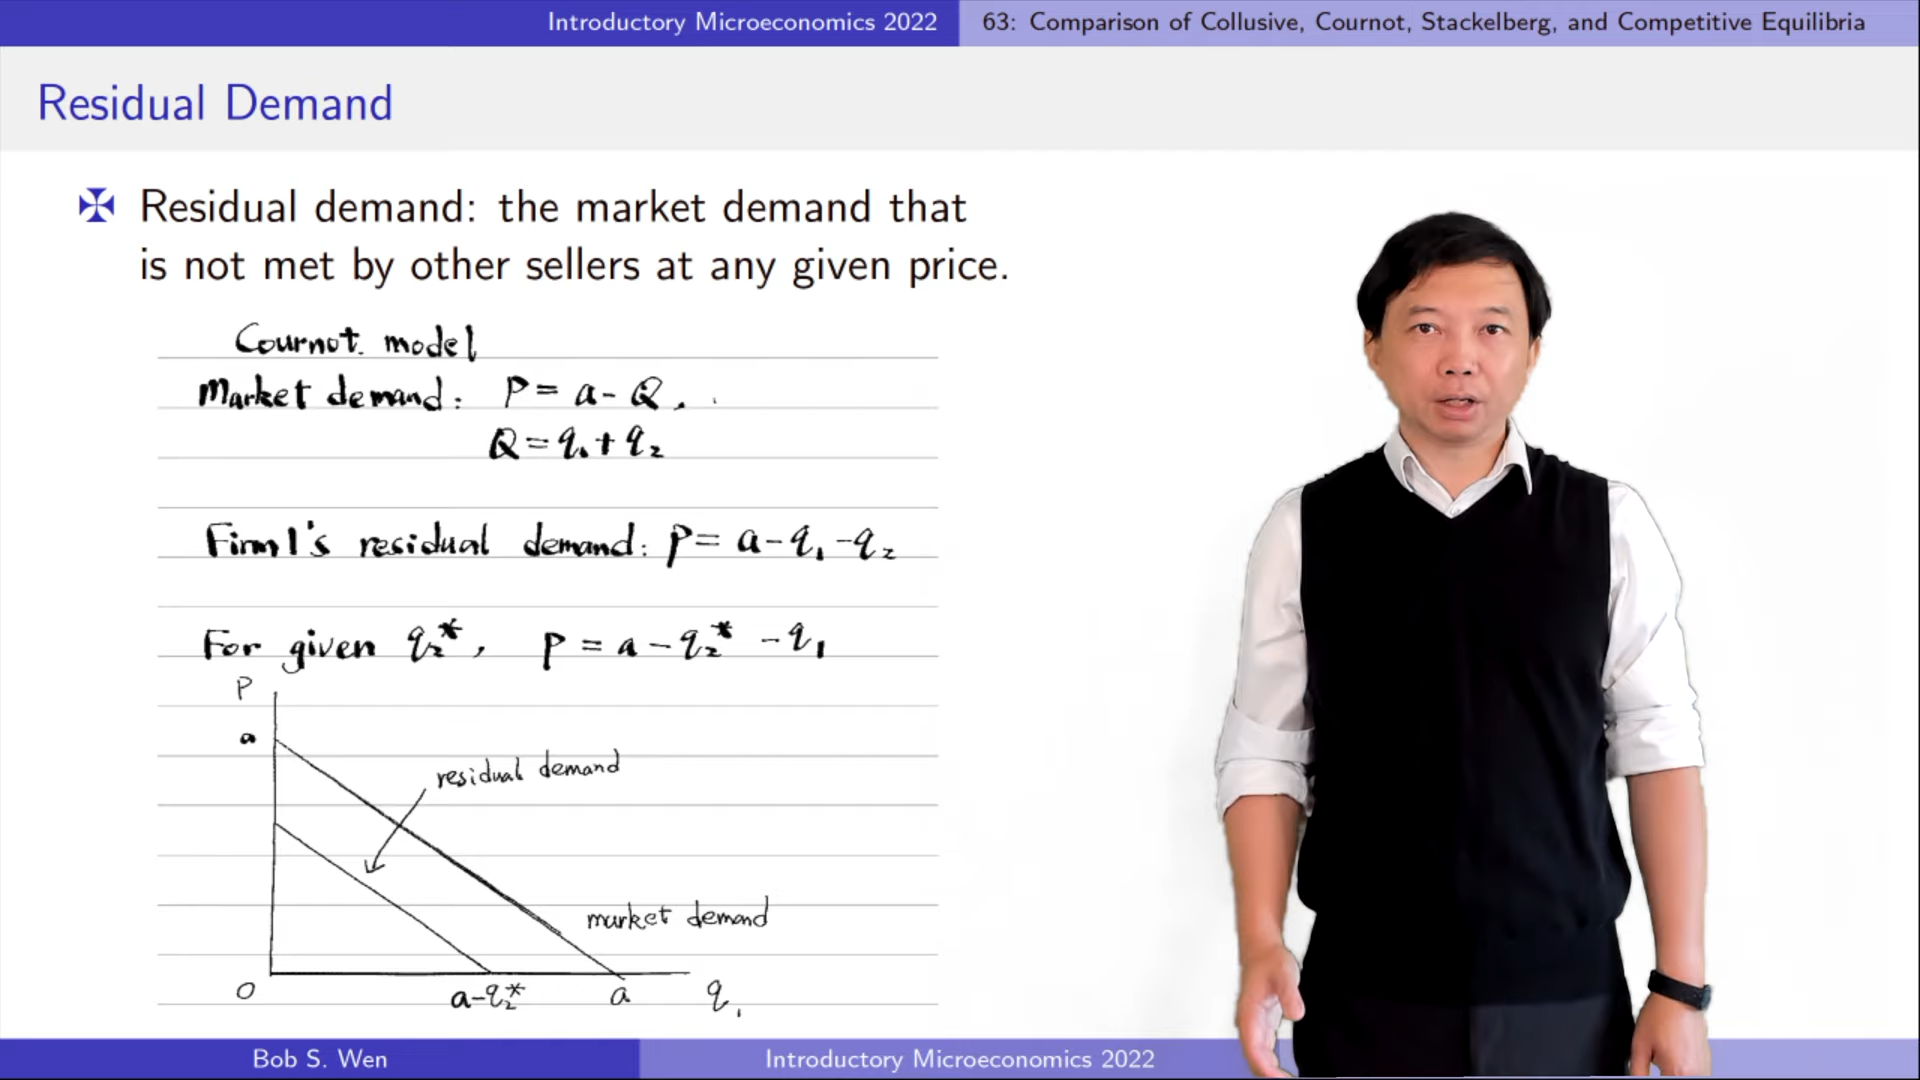 Introductory Microeconomics 2022
63: Comparison of Collusive, Cournot, Stackelberg, and Competitive Equilibria
Residual Demand
Residual demand: the market demand that
is not met by other sellers at any given price.
Cournot. model
Market demand: P = a - Q.
Q = q₁ + q₂
Firm1's residual demand: P = a - q₁ - q₂
For given q₂*, P = a - q₂* - q₁
P
a
residual demand
market demand
0
a-q₂*
a
q₁
Bob S. Wen
Introductory Microeconomics 2022